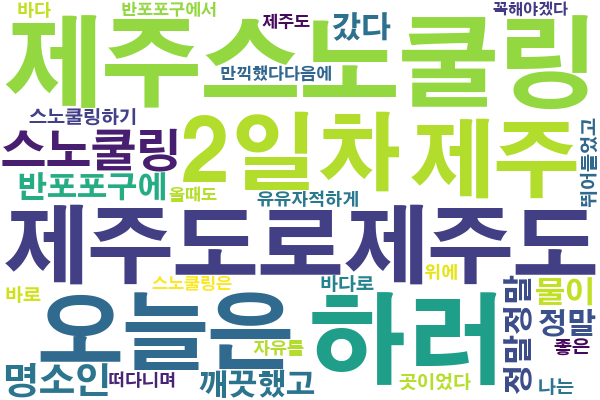 바다
반포포구에서
제주도
갔다
꼭해야겠다
제주스노쿨링
만끽했다다음에
스노쿨링하기
스노쿨링
2일차
제주
뛰어들었고
반포포구에
올때도
유유자적하게
제주도로제주도
위에
바로
스노쿨링은
바다로
물이
오늘은
하러
정말정말
정말
자유를
좋은
명소인
떠다니며
깨끗했고
곳이었다
나는